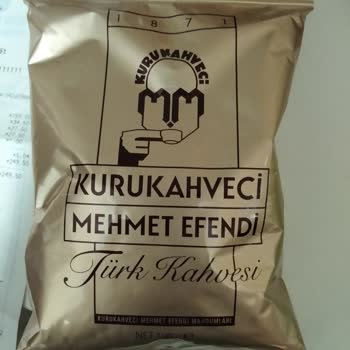 1871
KURUKAHVECİ
MM
KURUKAHVECİ
MEHMET EFENDİ
Türk Kahvesi
KURUKAHVECİ MEHMET EFENDİ MAHDUMLARI